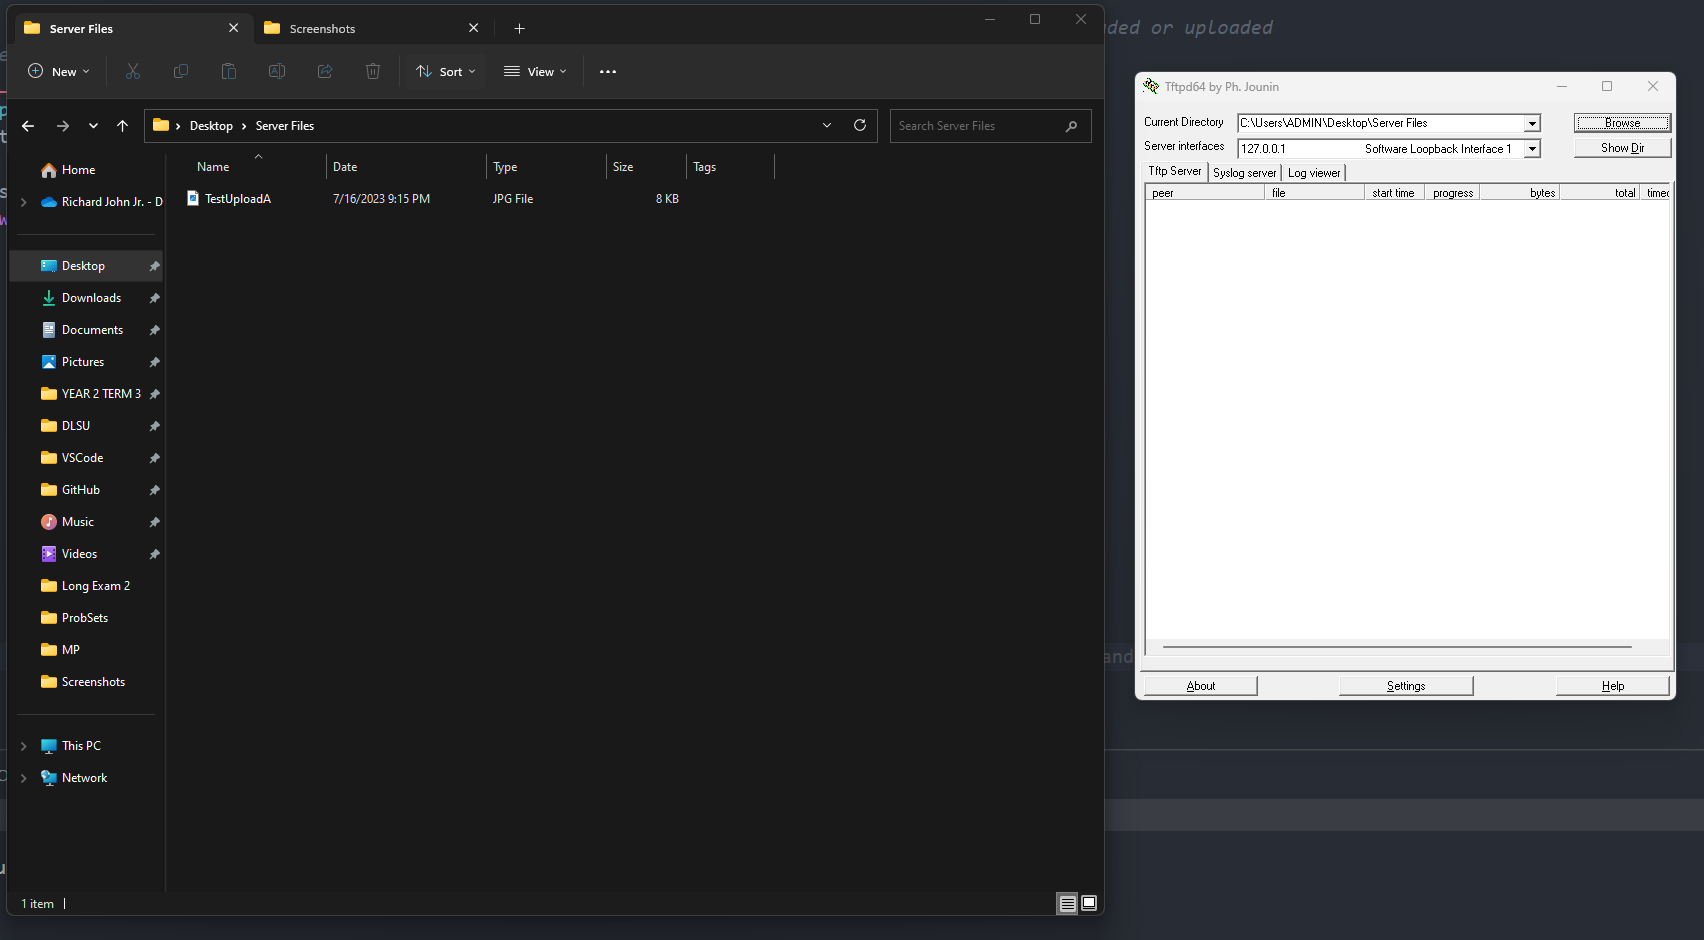 Server Files
Screenshots
ded or uploaded
New
Sort
View
Desktop
Server Files
Search Server Files
Name
Date
Type
Size
Tags
TestUploadA
7/16/2023 9:15 PM
JPG File
8 KB
Home
Richard John Jr. - D
Desktop
Downloads
Documents
Pictures
YEAR 2 TERM 3
DLSU
VSCode
GitHub
Music
Videos
Long Exam 2
ProbSets
MP
Screenshots
This PC
Network
1 item
Tftpd64 by Ph. Jounin
Current Directory
C:\Users\ADMIN\Desktop\Server Files
Browse
Server interfaces
127.0.0.1
Software Loopback Interface 1
Show Dir
Tftp Server
Syslog server
Log viewer
peer
file
start time
progress
bytes
total
timeo
and
About
Settings
Help